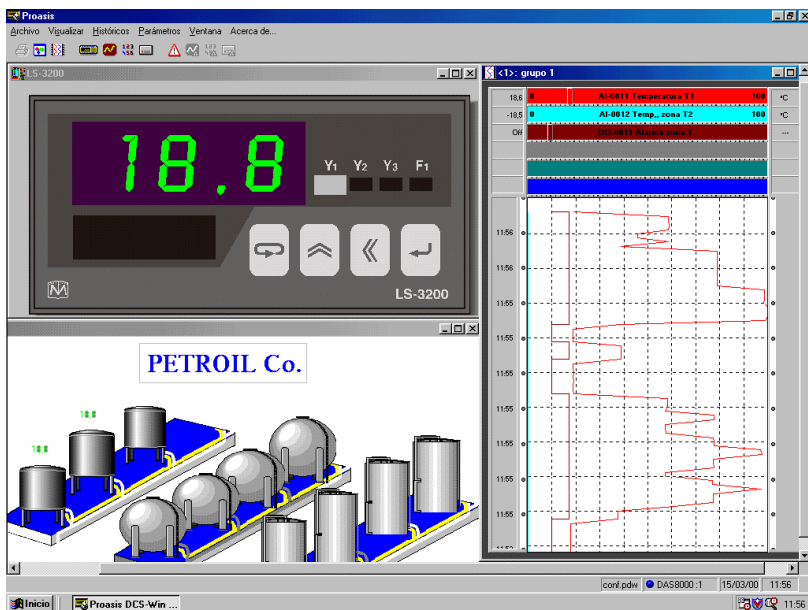 Proasis
Archivo Visualizar Históricos Parámetros Ventana Acerca de...
LS-3200
18.8
Y1 Y2 Y3 F1
LS-3200
PETROIL Co.
18,8
18,8
<1>: grupo 1
18,6 0 AI-0011 Temperatura T1 100 °C
-18,5 0 AI-0012 Temp,, zona T2 100 °C
Off DO-0011 Alarma zona 1 ...
11:56
11:56
11:55
11:55
11:55
11:55
11:55
11:55
11:55
conf.pdw DAS8000 :1 15/03/00 11:56
Inicio Proasis DCS-Win ... 11:56